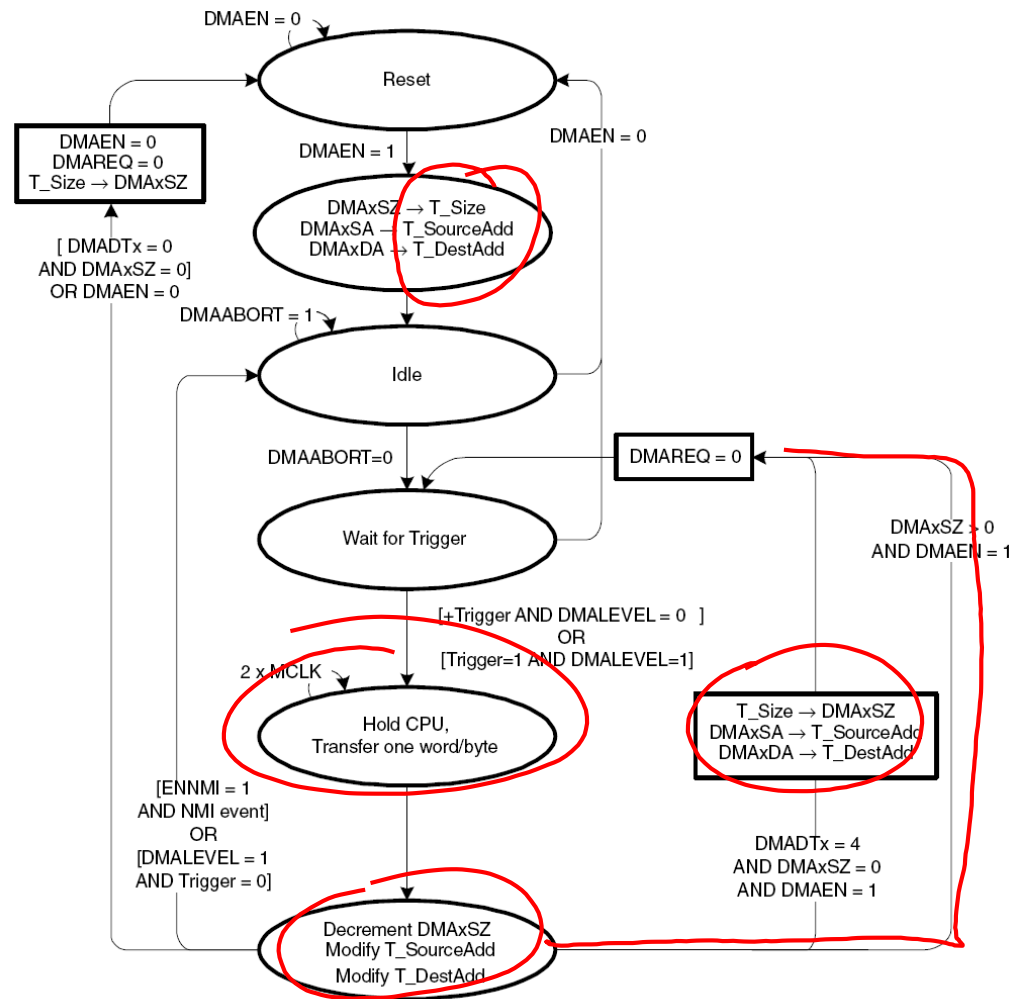 DMAEN = 0
Reset
DMAEN = 0
DMAREQ = 0
T_Size → DMAxSZ
DMAEN = 1
DMAEN = 0
DMAxSZ → T_Size
DMAxSA → T_SourceAdd
DMAxDA → T_DestAdd
[ DMADTx = 0
AND DMAxSZ = 0]
OR DMAEN = 0
DMAABORT = 1
Idle
DMAABORT=0
DMAREQ = 0
Wait for Trigger
DMAxSZ > 0
AND DMAEN = 1
[+Trigger AND DMALEVEL = 0 ]
OR
[Trigger=1 AND DMALEVEL=1]
2 x MCLK
Hold CPU,
Transfer one word/byte
T_Size → DMAxSZ
DMAxSA → T_SourceAdd
DMAxDA → T_DestAdd
[ENNMI = 1
AND NMI event]
OR
[DMALEVEL = 1
AND Trigger = 0]
DMADTx = 4
AND DMAxSZ = 0
AND DMAEN = 1
Decrement DMAxSZ
Modify T_SourceAdd
Modify T_DestAdd